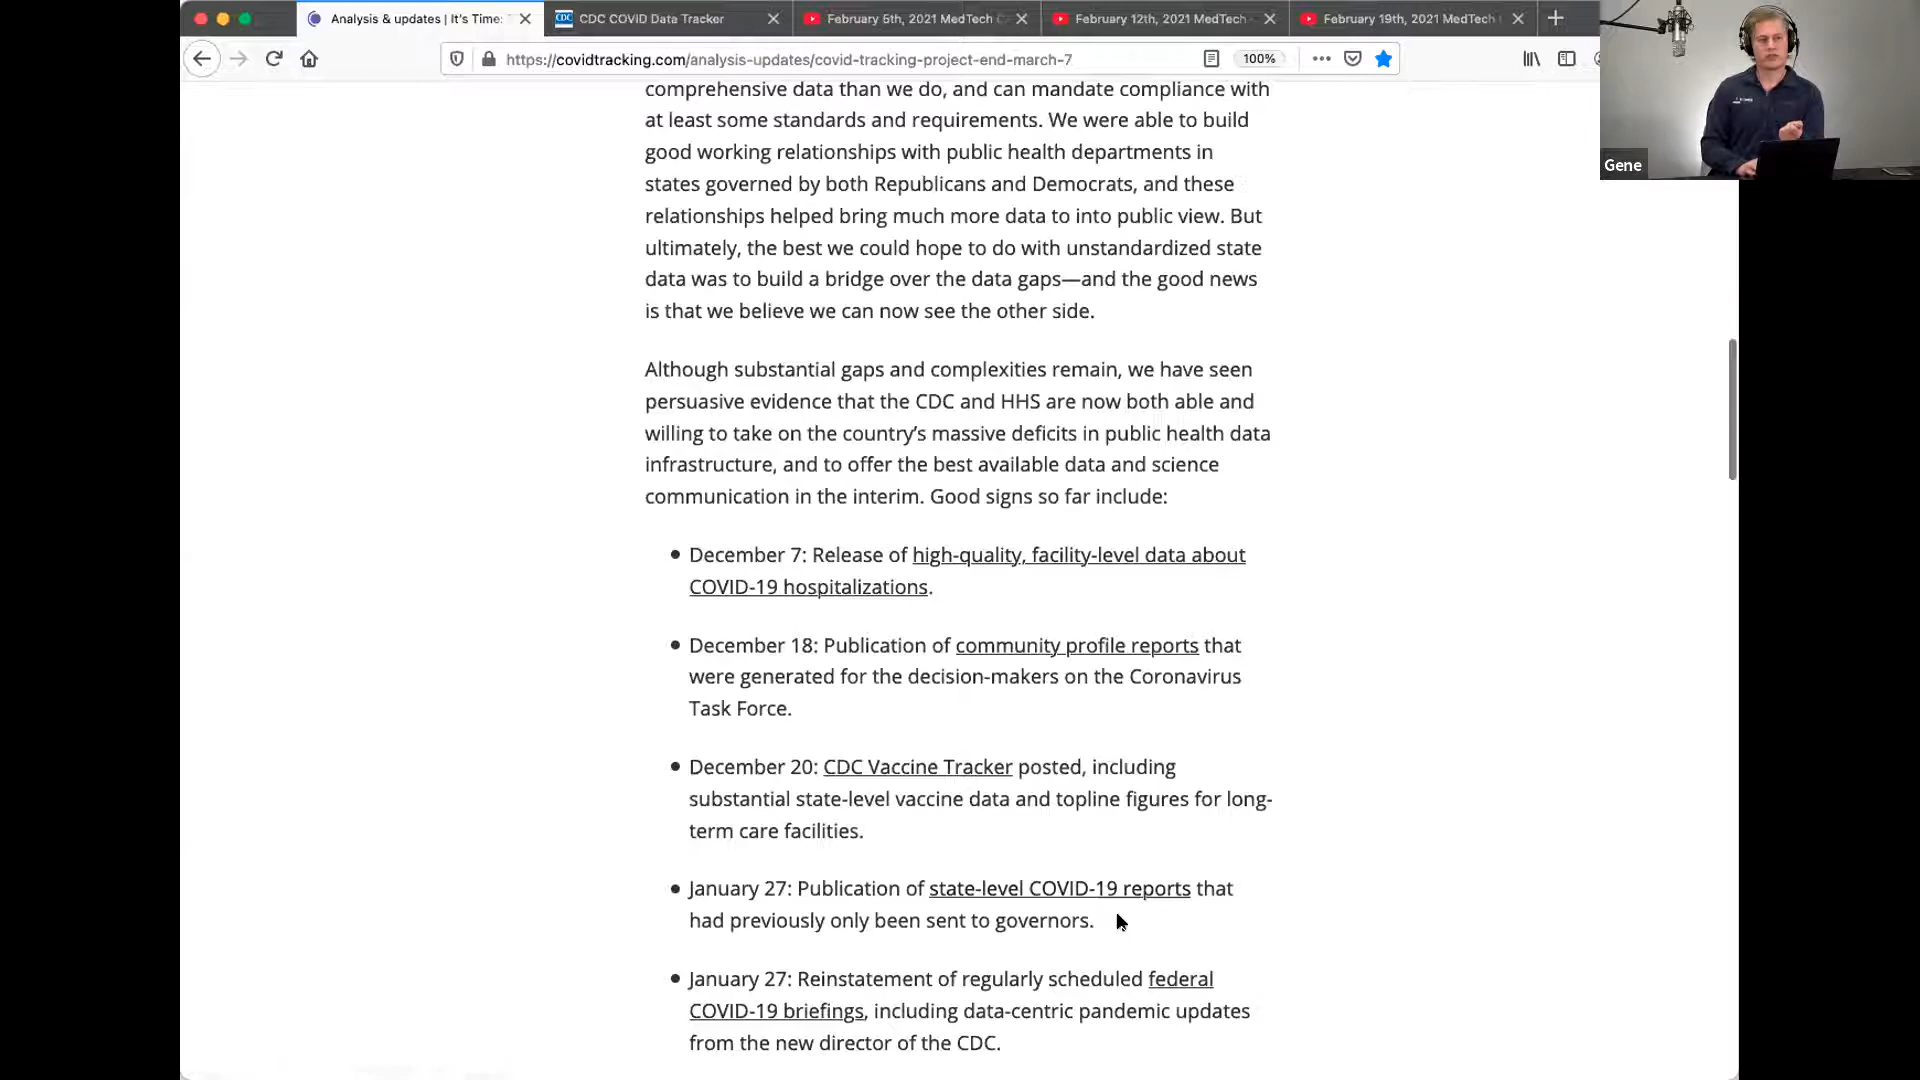 Analysis & updates | It's Time:
CDC
CDC COVID Data Tracker
February 5th, 2021 MedTech
February 12th, 2021 MedTech
February 19th, 2021 MedTech
https://covidtracking.com/analysis-updates/covid-tracking-project-end-march-7
100%
Gene
comprehensive data than we do, and can mandate compliance with
at least some standards and requirements. We were able to build
good working relationships with public health departments in
states governed by both Republicans and Democrats, and these
relationships helped bring much more data to into public view. But
ultimately, the best we could hope to do with unstandardized state
data was to build a bridge over the data gaps—and the good news
is that we believe we can now see the other side.
Although substantial gaps and complexities remain, we have seen
persuasive evidence that the CDC and HHS are now both able and
willing to take on the country's massive deficits in public health data
infrastructure, and to offer the best available data and science
communication in the interim. Good signs so far include:
• December 7: Release of high-quality, facility-level data about
COVID-19 hospitalizations.
• December 18: Publication of community profile reports that
were generated for the decision-makers on the Coronavirus
Task Force.
• December 20: CDC Vaccine Tracker posted, including
substantial state-level vaccine data and topline figures for long-
term care facilities.
• January 27: Publication of state-level COVID-19 reports that
had previously only been sent to governors.
• January 27: Reinstatement of regularly scheduled federal
COVID-19 briefings, including data-centric pandemic updates
from the new director of the CDC.